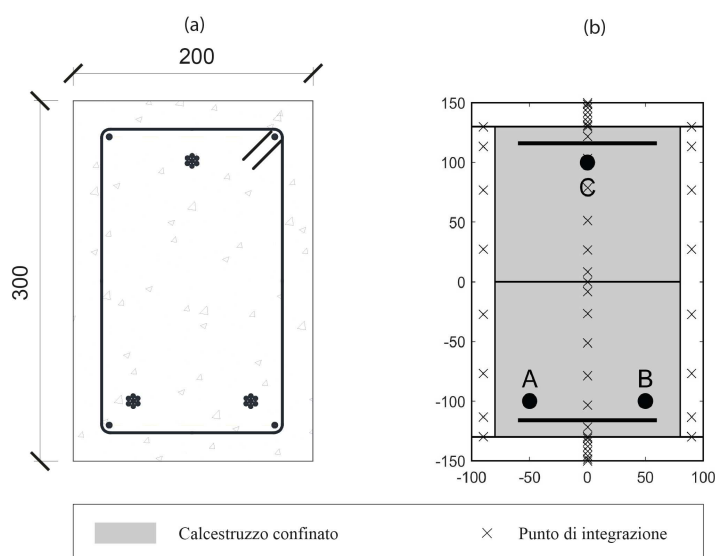 (a)
200
300
(b)
150
100
50
0
-50
-100
-150
C
A
B
-100
-50
0
50
100
Calcestruzzo confinato
Punto di integrazione